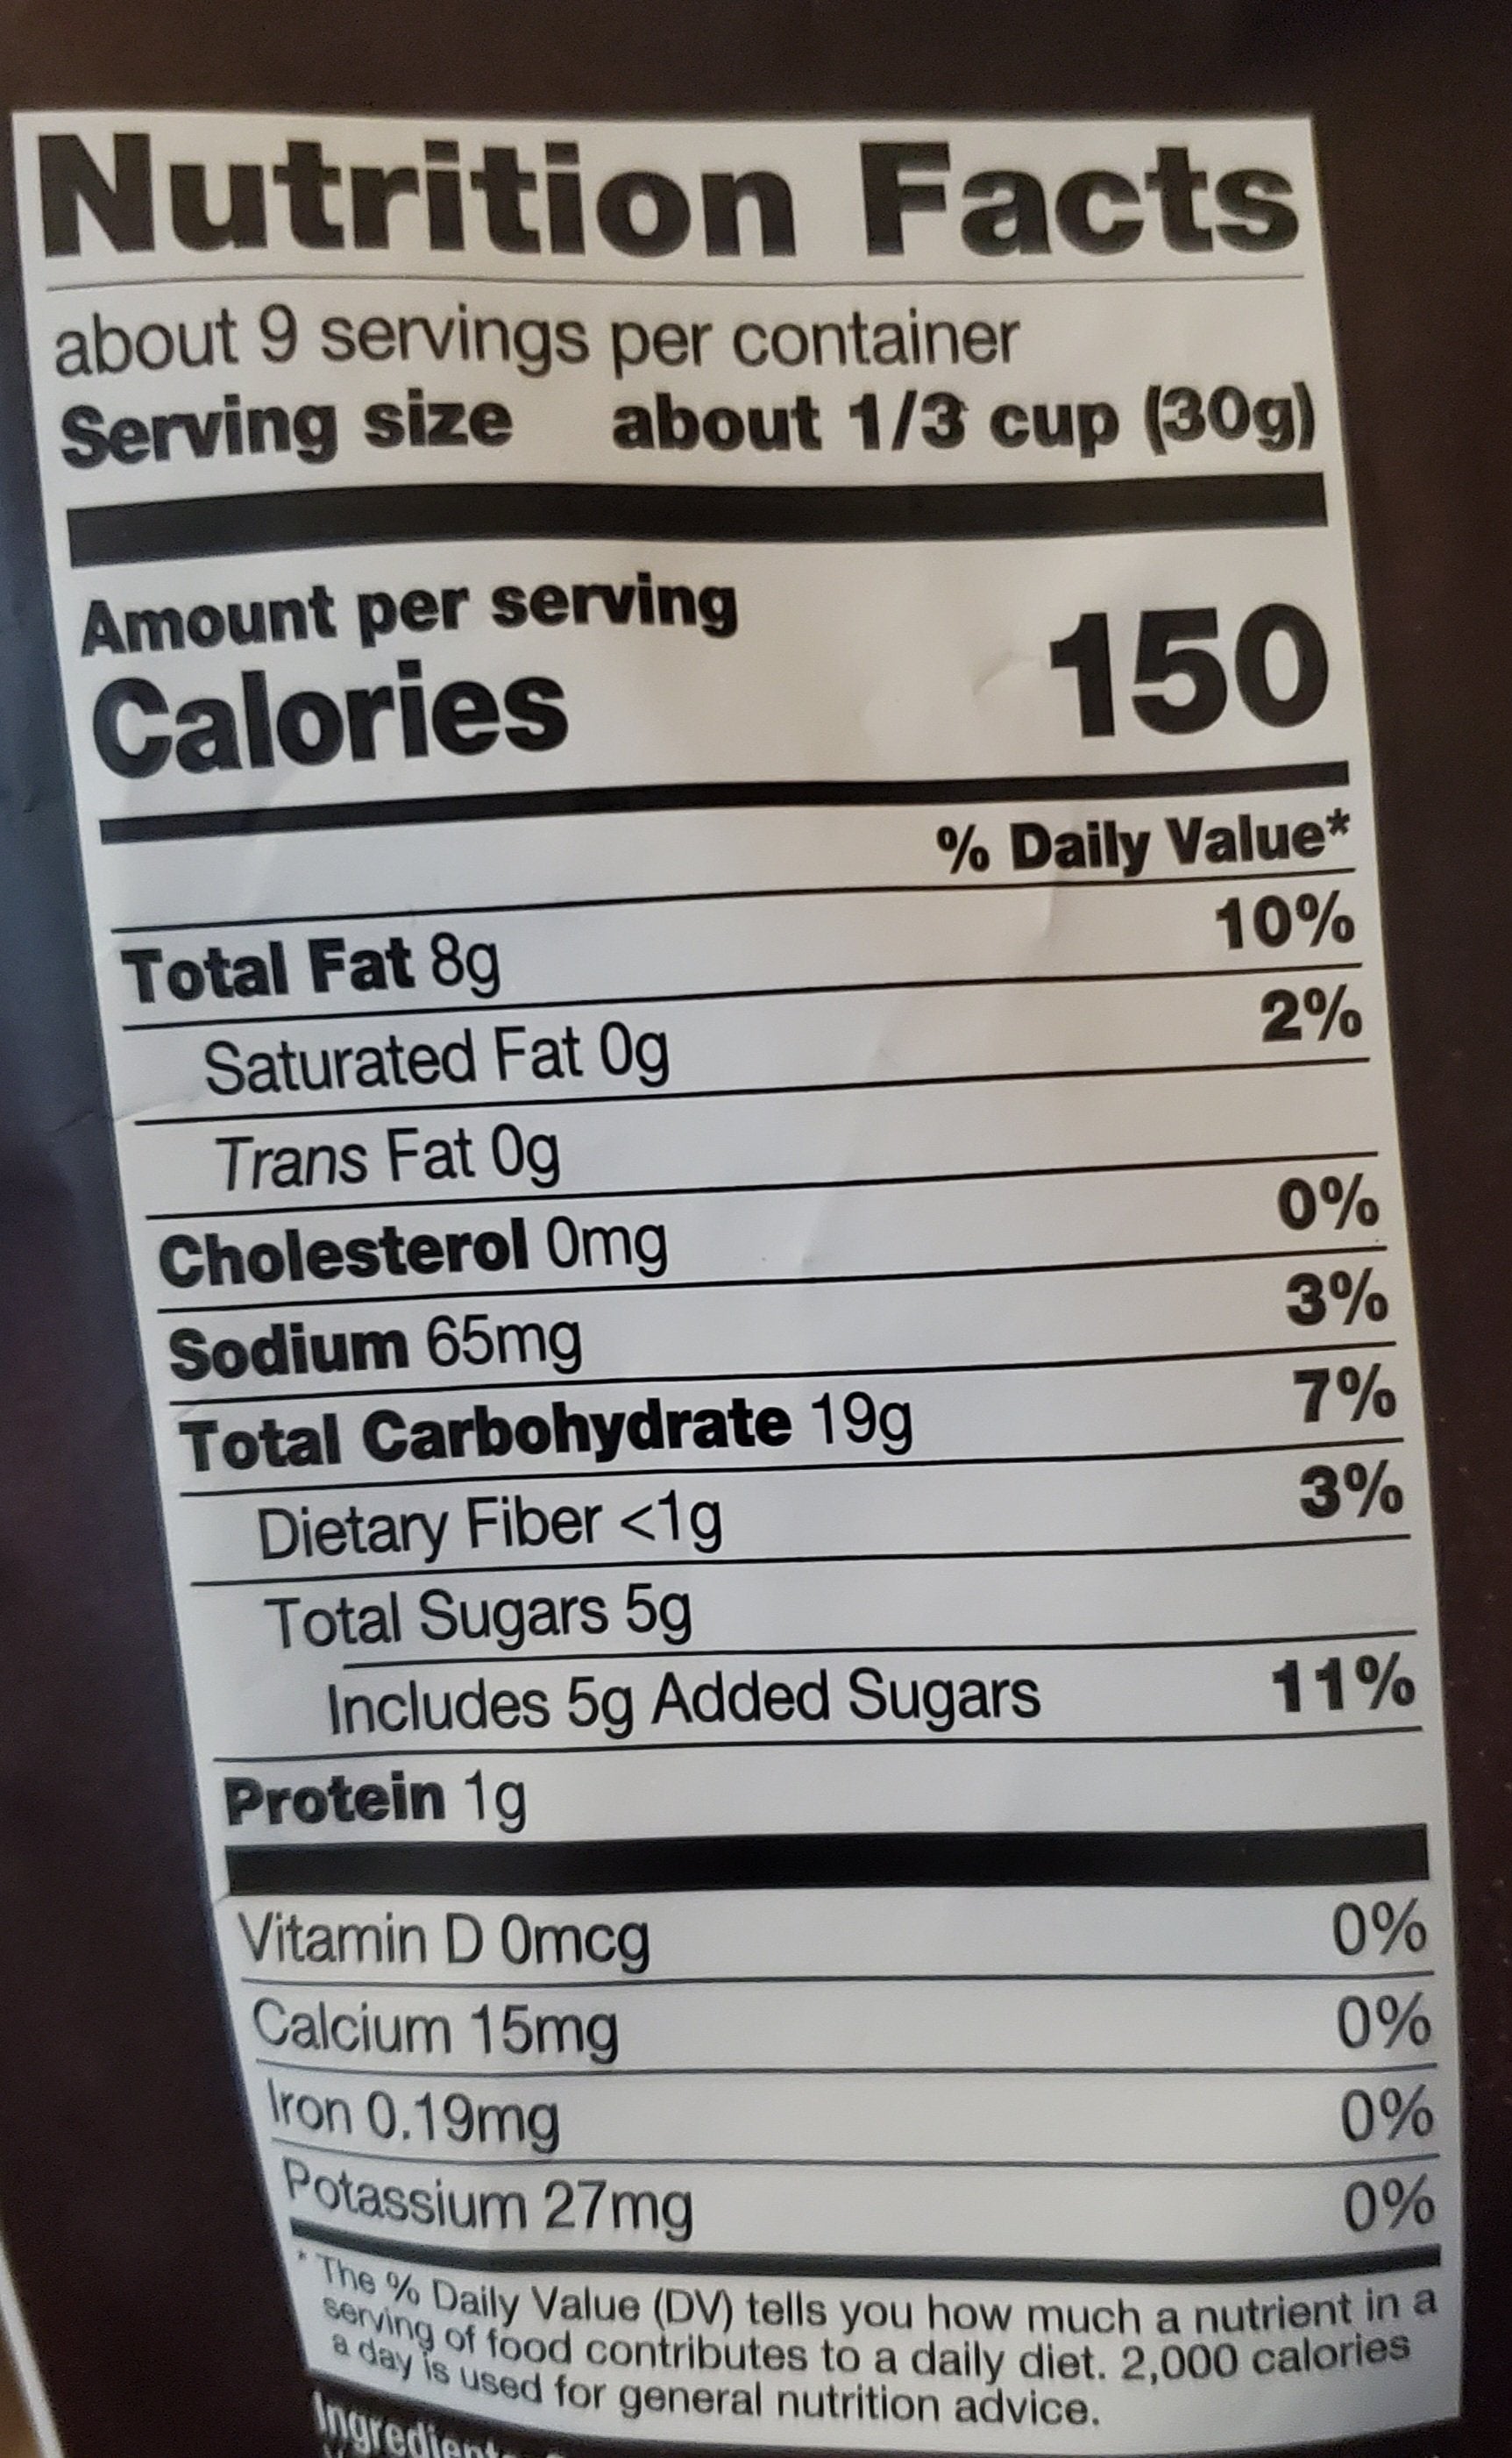 Nutrition Facts
about 9 servings per container
Serving size about 1/3 cup (30g)
Amount per serving
Calories 150
% Daily Value*
Total Fat 8g 10%
Saturated Fat 0g 2%
Trans Fat 0g
Cholesterol 0mg 0%
Sodium 65mg 3%
Total Carbohydrate 19g 7%
Dietary Fiber <1g 3%
Total Sugars 5g
Includes 5g Added Sugars 11%
Protein 1g
Vitamin D 0mcg 0%
Calcium 15mg 0%
Iron 0.19mg 0%
Potassium 27mg 0%
* The % Daily Value (DV) tells you how much a nutrient in a
serving of food contributes to a daily diet. 2,000 calories
a day is used for general nutrition advice.